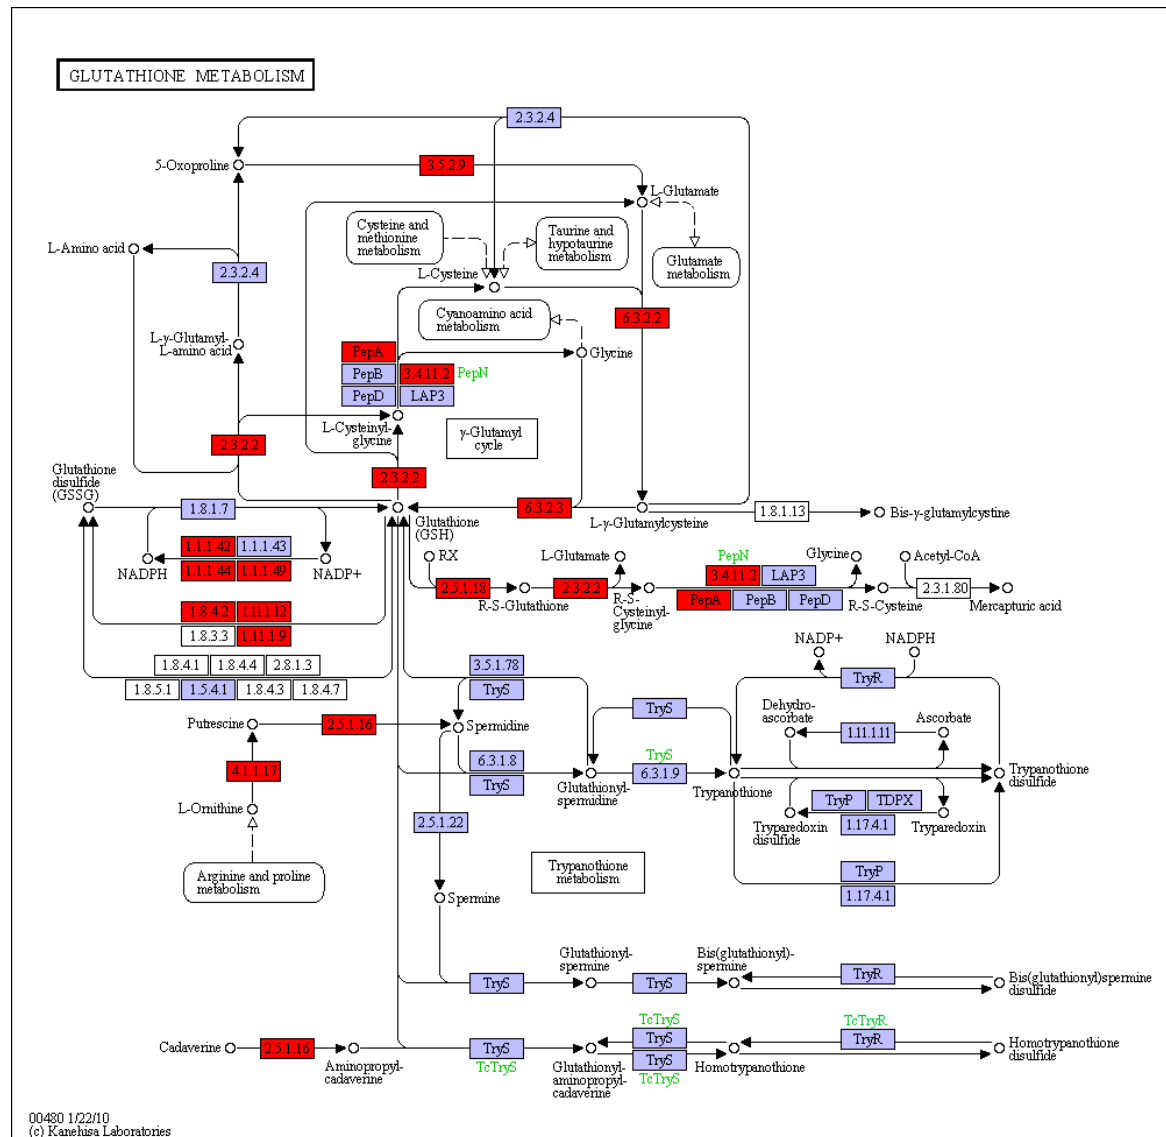 GLUTATHIONE METABOLISM
2.3.2.4
5-Oxoproline
3.5.2.9
L-Glutamate
Cysteine and
methionine
metabolism
Taurine and
hypotaurine
metabolism
Glutamate
metabolism
L-Amino acid
2.3.2.4
L-Cysteine
Cyanoamino acid
metabolism
6.3.2.2
L-γ-Glutamyl-
L-amino acid
PepA
Glycine
PepB
3.4.11.2
PepN
PepD
LAP3
L-Cysteinyl-
glycine
γ-Glutamyl
cycle
2.3.2.2
2.3.2.2
Glutathione
disulfide
(GSSG)
1.8.1.7
Glutathione
(GSH)
6.3.2.3
L-γ-Glutamylcysteine
1.8.1.13
Bis-γ-glutamylcystine
1.1.1.42
1.1.1.43
1.1.1.44
1.1.1.49
NADPH
NADP+
RX
L-Glutamate
PepN
Glycine
Acetyl-CoA
2.5.1.18
R-S-Glutathione
2.3.2.2
R-S-
Cysteinyl-
glycine
3.4.11.2
LAP3
PepA
PepB
PepD
R-S-Cysteine
2.3.1.80
Mercapturic acid
1.8.4.2
1.11.1.12
1.8.3.3
1.11.1.9
1.8.4.1
1.8.4.4
2.8.1.3
1.8.5.1
1.5.4.1
1.8.4.3
1.8.4.7
3.5.1.78
TryS
NADP+
NADPH
TryR
Putrescine
2.5.1.16
Spermidine
TryS
Dehydro-
ascorbate
Ascorbate
1.11.1.11
4.1.1.17
6.3.1.8
TryS
Glutathionyl-
spermidine
TryS
6.3.1.9
Trypanothione
Trypanothione
disulfide
L-Ornithine
2.5.1.22
TryP
TDPX
1.17.4.1
Tryparedoxin
disulfide
Tryparedoxin
Arginine and proline
metabolism
Trypanothione
metabolism
TryP
1.17.4.1
Spermine
TryS
Glutathionyl-
spermine
TryS
Bis(glutathionyl)-
spermine
TryR
Bis(glutathionyl)spermine
disulfide
Cadaverine
2.5.1.16
Aminopropyl-
cadaverine
TryS
TcTryS
Glutathionyl-
aminopropyl-
cadaverine
TcTryS
TryS
TryS
TcTryS
Homotrypanothione
TcTryR
TryR
Homotrypanothione
disulfide
00480 1/22/10
(c) Kanehisa Laboratories